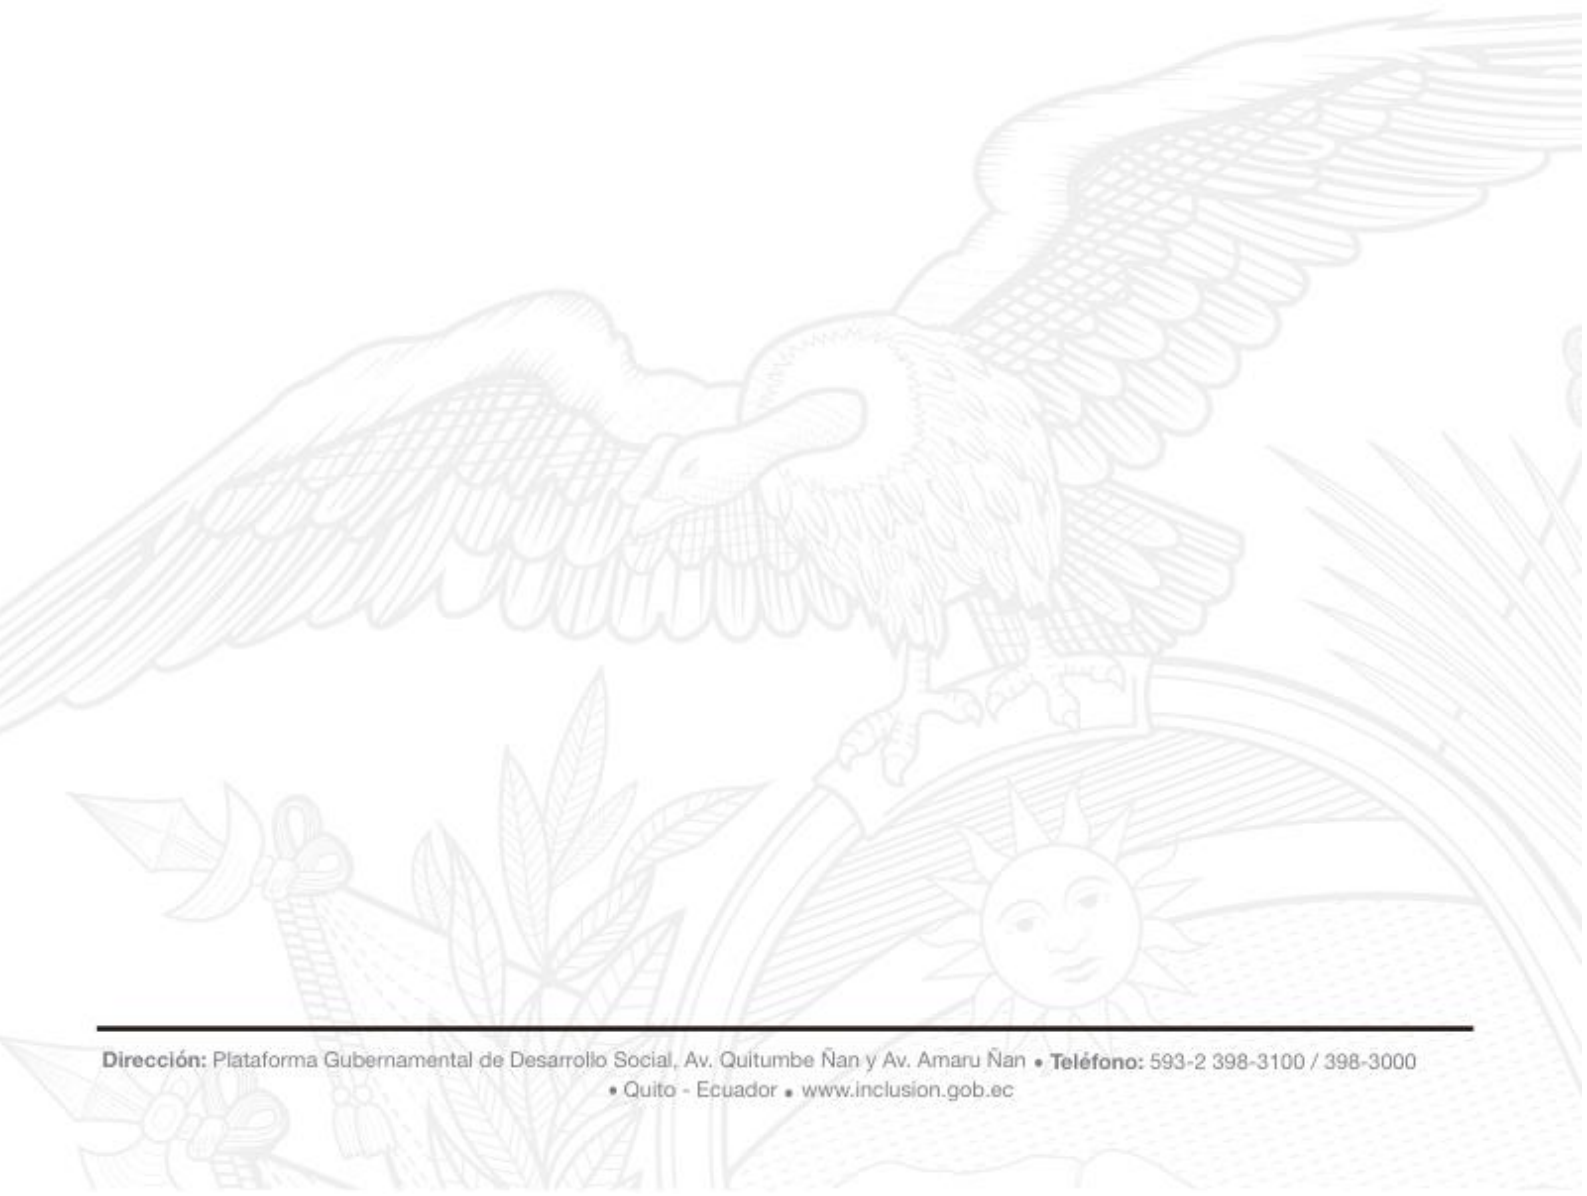 Dirección: Plataforma Gubernamental de Desarrollo Social, Av. Quitumbe Ñan y Av. Amaru Ñan • Teléfono: 593-2 398-3100 / 398-3000
• Quito - Ecuador • www.inclusion.gob.ec